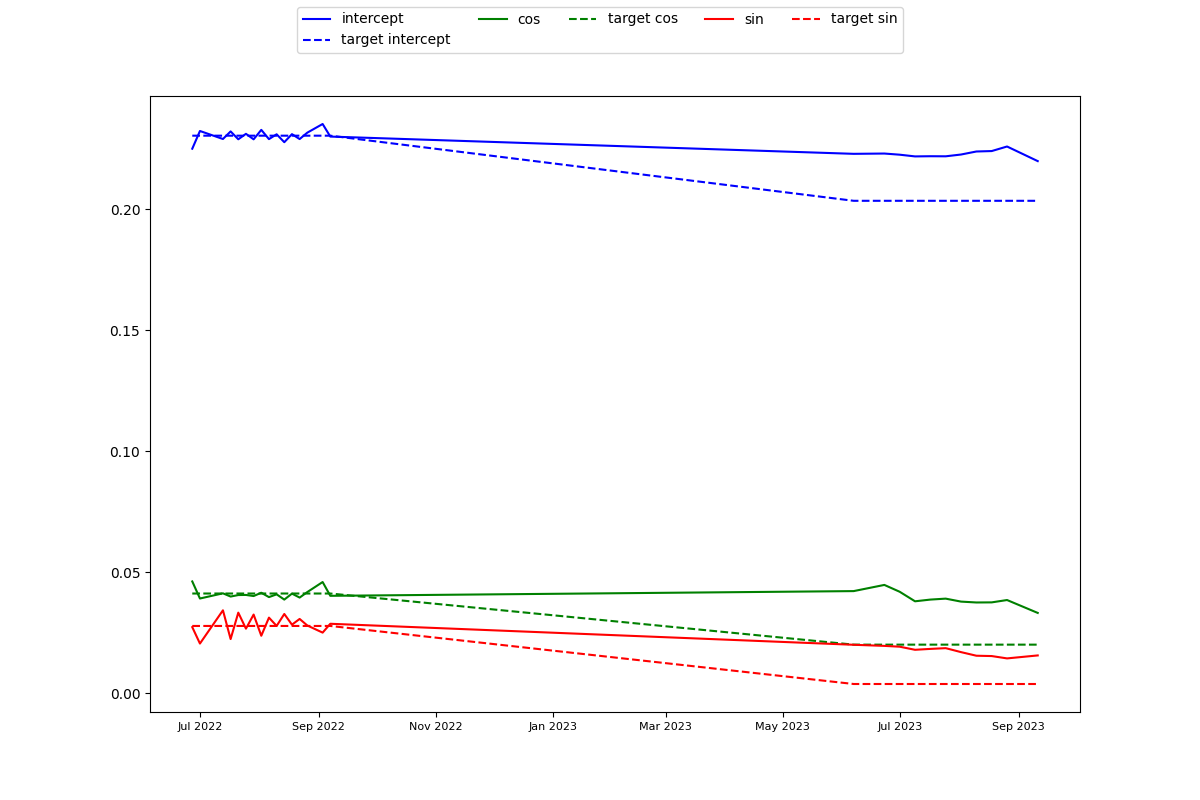 intercept cos target cos sin target sin
target intercept
0.20
0.15
0.10
0.05
0.00
Jul 2022 Sep 2022 Nov 2022 Jan 2023 Mar 2023 May 2023 Jul 2023 Sep 2023